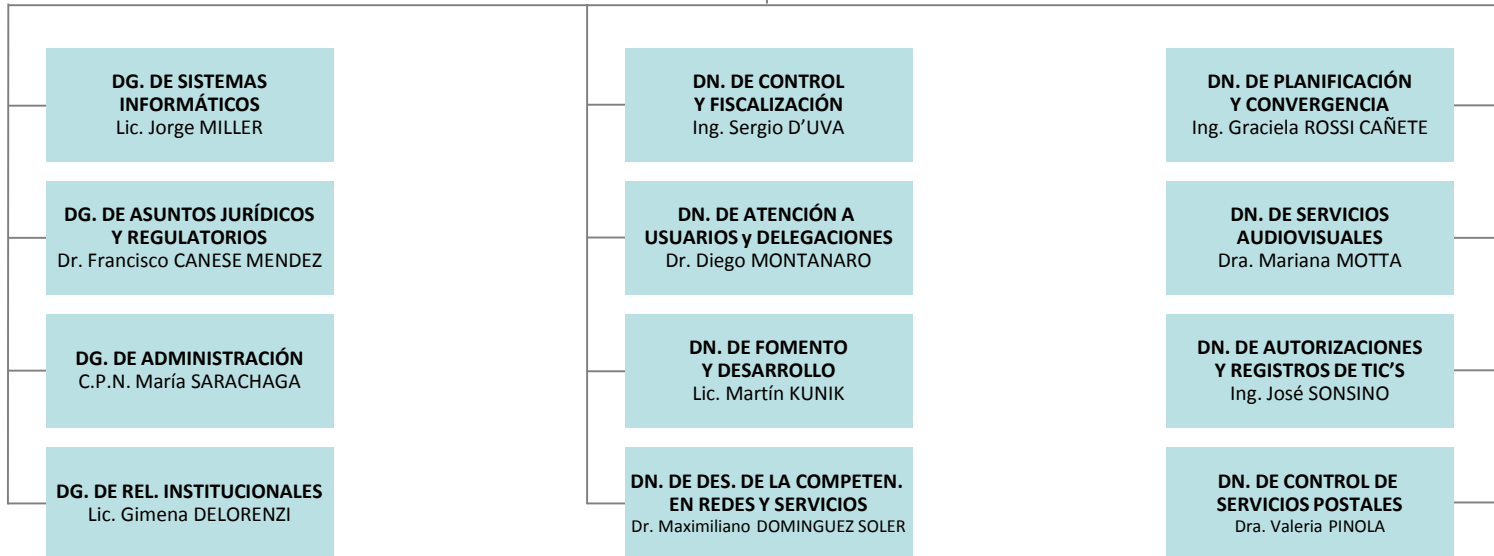 DG. DE SISTEMAS
INFORMÁTICOS
Lic. Jorge MILLER
DG. DE ASUNTOS JURÍDICOS
Y REGULATORIOS
Dr. Francisco CANESE MENDEZ
DG. DE ADMINISTRACIÓN
C.P.N. María SARACHAGA
DG. DE REL. INSTITUCIONALES
Lic. Gimena DELORENZI
DN. DE CONTROL
Y FISCALIZACIÓN
Ing. Sergio D’UVA
DN. DE ATENCIÓN A
USUARIOS y DELEGACIONES
Dr. Diego MONTANARO
DN. DE FOMENTO
Y DESARROLLO
Lic. Martín KUNIK
DN. DE DES. DE LA COMPETEN.
EN REDES Y SERVICIOS
Dr. Maximiliano DOMINGUEZ SOLER
DN. DE PLANIFICACIÓN
Y CONVERGENCIA
Ing. Graciela ROSSI CAÑETE
DN. DE SERVICIOS
AUDIOVISUALES
Dra. Mariana MOTTA
DN. DE AUTORIZACIONES
Y REGISTROS DE TIC’S
Ing. José SONSINO
DN. DE CONTROL DE
SERVICIOS POSTALES
Dra. Valeria PINOLA